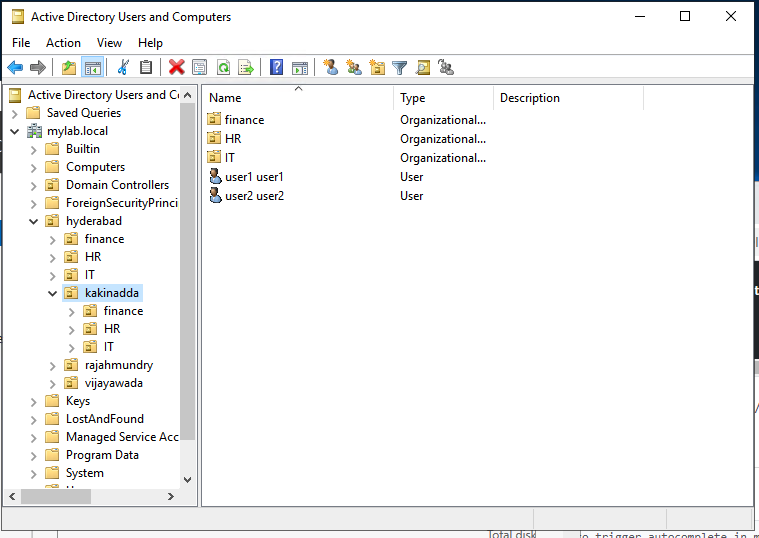 Active Directory Users and Computers
File Action View Help
Active Directory Users and Co
Saved Queries
mylab.local
Builtin
Computers
Domain Controllers
ForeignSecurityPrinci
hyderabad
finance
HR
IT
kakinadda
finance
HR
IT
rajahmundry
vijayawada
Keys
LostAndFound
Managed Service Acc
Program Data
System
Name Type Description
finance Organizational...
HR Organizational...
IT Organizational...
user1 user1 User
user2 user2 User
Total disk
o trigger autocomplete in m